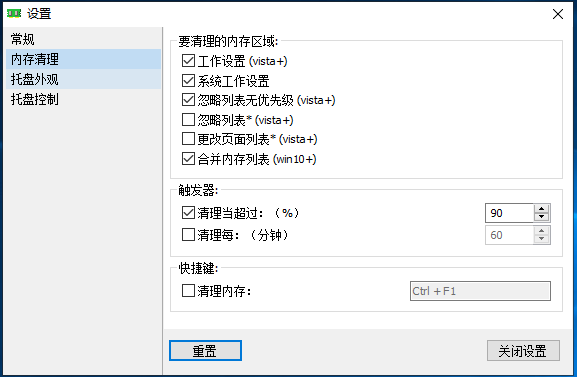 设置
常规
内存清理
托盘外观
托盘控制
要清理的内存区域:
工作设置 (vista+)
系统工作设置
忽略列表无优先级 (vista+)
忽略列表* (vista+)
更改页面列表* (vista+)
合并内存列表 (win10+)
触发器:
清理当超过：（%） 90
清理每：（分钟） 60
快捷键:
清理内存： Ctrl + F1
重置 关闭设置